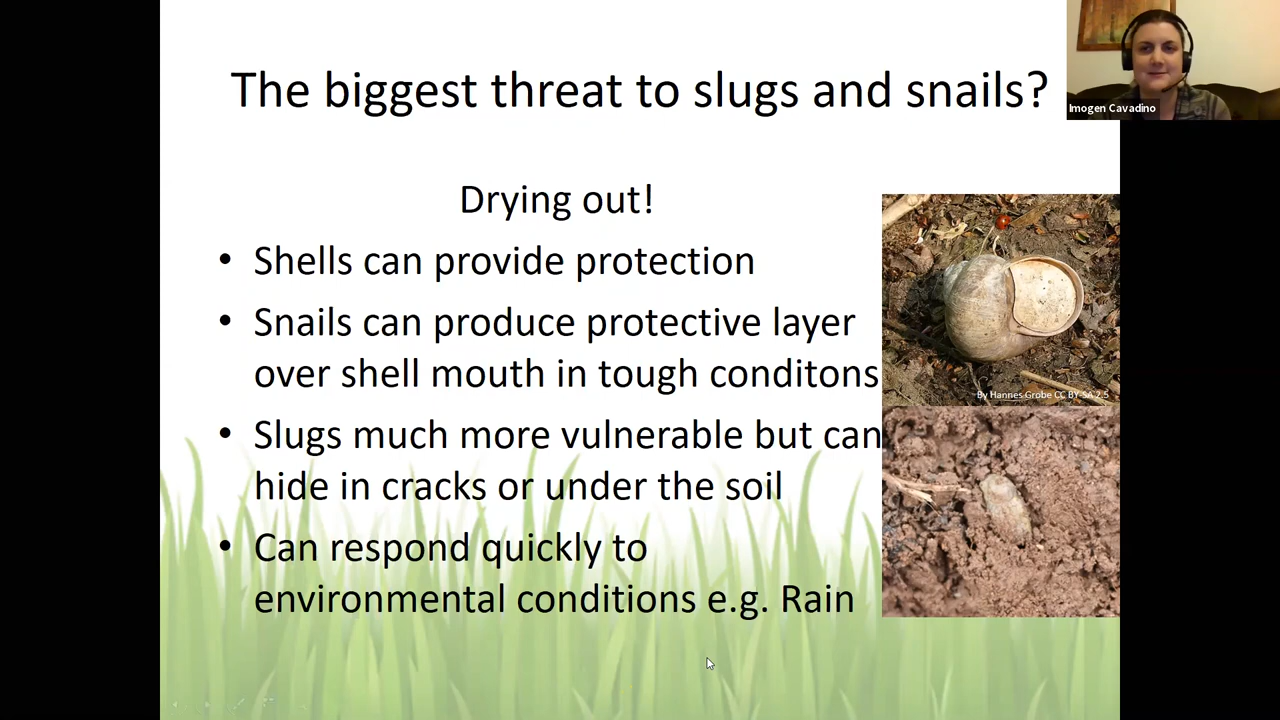 The biggest threat to slugs and snails?
Imogen Cavadino
Drying out!
• Shells can provide protection
• Snails can produce protective layer
over shell mouth in tough conditons
By Hannes Grobe CC BY-SA 2.5
• Slugs much more vulnerable but can
hide in cracks or under the soil
• Can respond quickly to
environmental conditions e.g. Rain